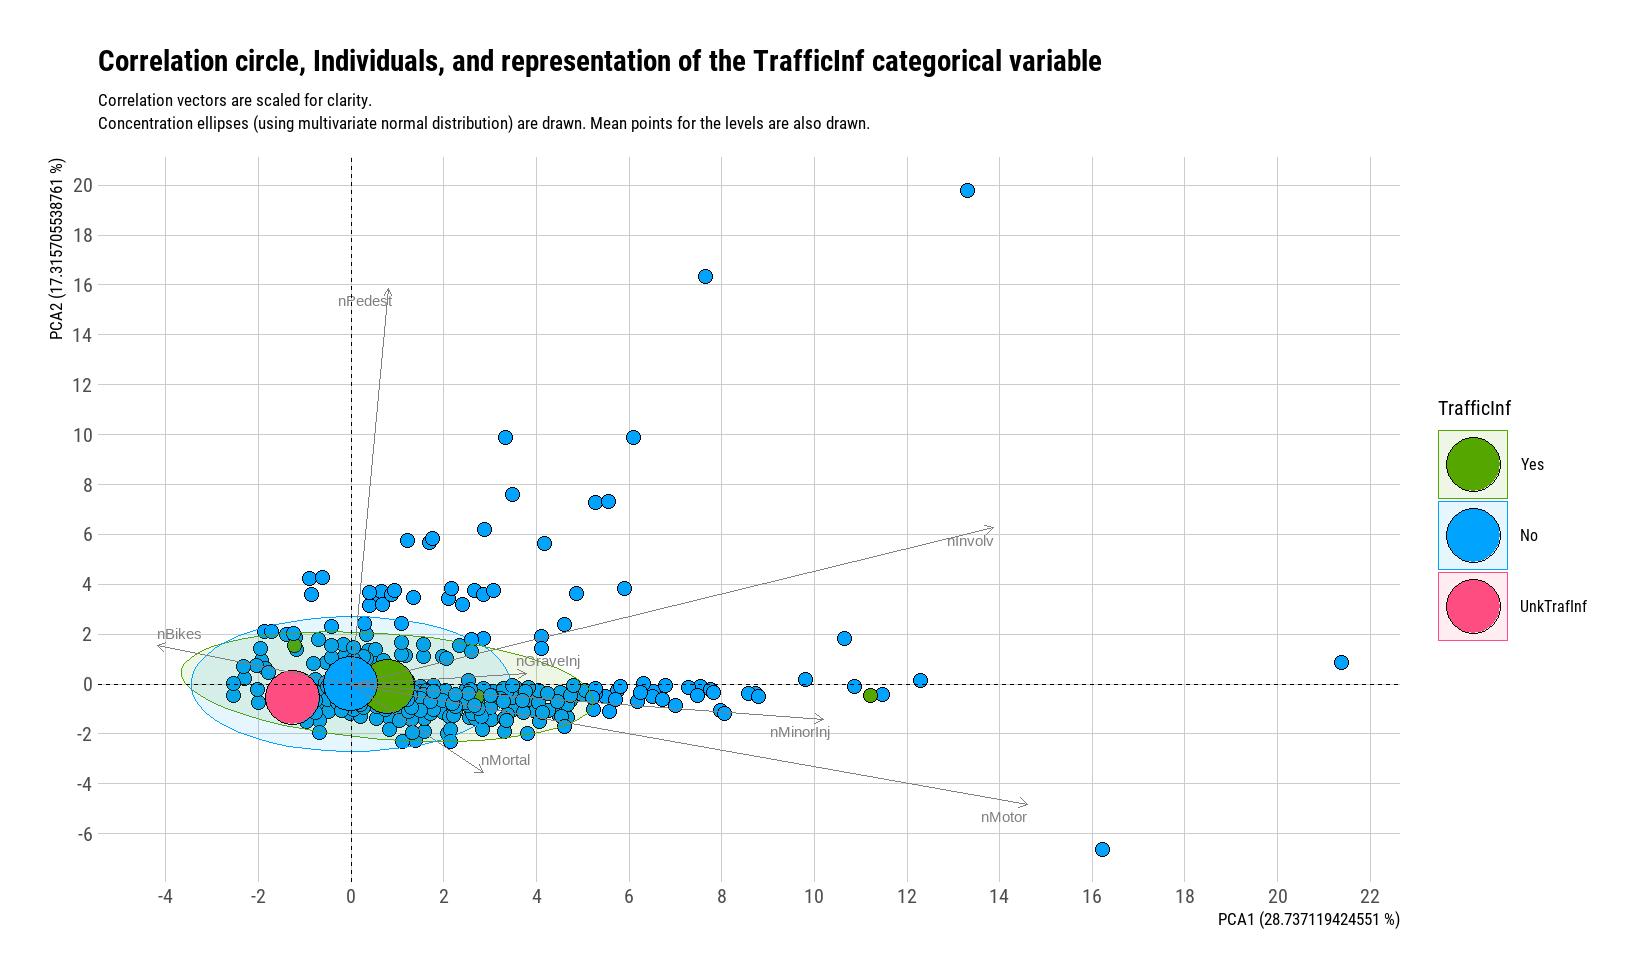 Correlation circle, Individuals, and representation of the TrafficInf categorical variable
Correlation vectors are scaled for clarity.
Concentration ellipses (using multivariate normal distribution) are drawn. Mean points for the levels are also drawn.
PCA2 (17.315705538761 %)
20
18
16
14
12
10
8
6
4
2
0
-2
-4
-6
nPedest
nInvolv
nBikes
nGraveInj
nMinorInj
nMortal
nMotor
-4
-2
0
2
4
6
8
10
12
14
16
18
20
22
PCA1 (28.737119424551 %)
TrafficInf
Yes
No
UnkTrafInf